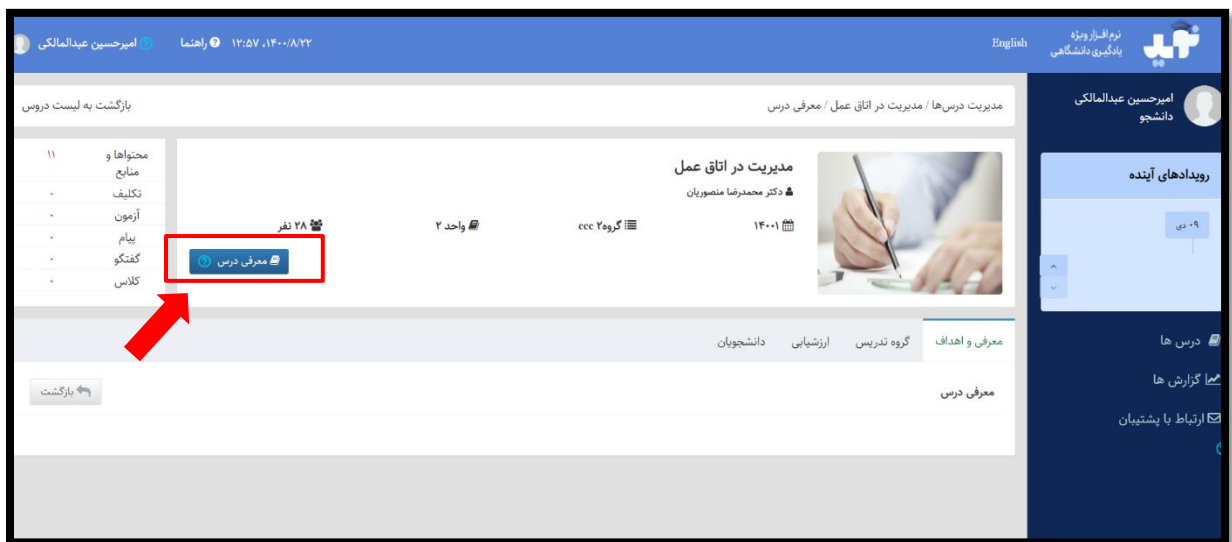 نرم‌افزار ویژه
یادگیری دانشگاهی
نوید
English
۱۴۰۰/۸/۲۲، ۱۲:۵۷
راهنما
امیرحسین عبدالمالکی
امیرحسین عبدالمالکی
دانشجو
رویدادهای آینده
۰۹ دی
درس ها
گزارش ها
ارتباط با پشتیبان
مدیریت درس‌ها / مدیریت در اتاق عمل / معرفی درس
بازگشت به لیست دروس
مدیریت در اتاق عمل
دکتر محمدرضا منصوریان
۱۴۰۰۱
گروه۲ ccc
واحد ۲
۲۸ نفر
معرفی درس
محتواها و ۱۱
منابع
تکلیف ۰
آزمون ۰
پیام ۰
گفتگو ۰
کلاس ۰
معرفی و اهداف
گروه تدریس
ارزشیابی
دانشجویان
معرفی درس
بازگشت